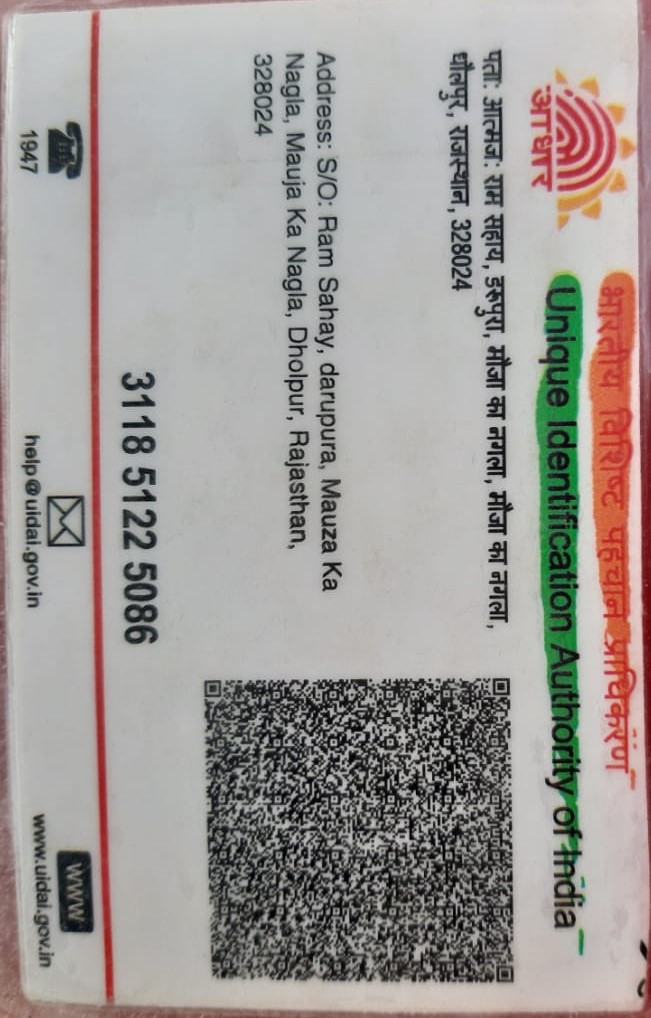 भारतीय विशिष्ट पहचान प्राधिकरण
Unique Identification Authority of India
आधार
पता: आत्मज: राम सहाय, डरूपुरा, मौजा का नगला, मौजा का नगला,
धौलपुर, राजस्थान, 328024
Address: S/O: Ram Sahay, darupura, Mauza Ka
Nagla, Mauja Ka Nagla, Dholpur, Rajasthan,
328024
3118 5122 5086
1947
help@uidai.gov.in
www
www.uidai.gov.in